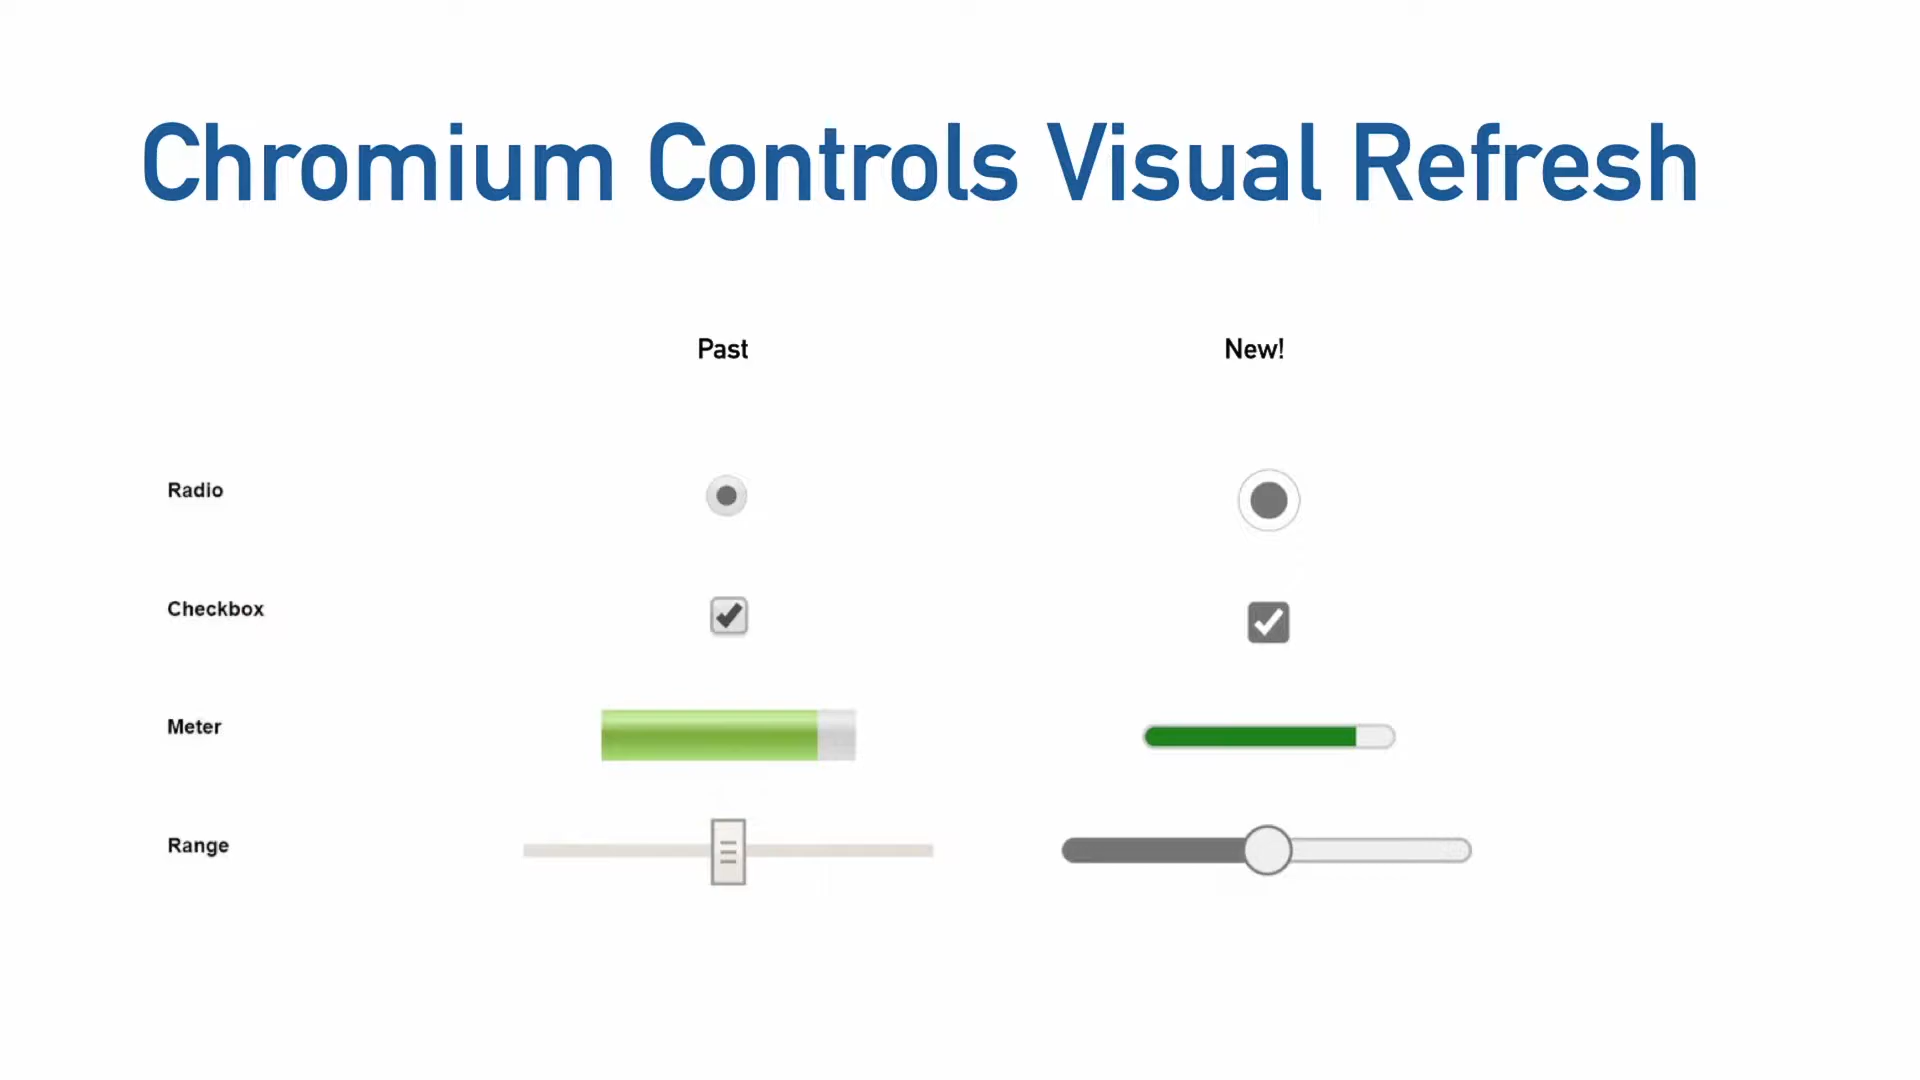 Chromium Controls Visual Refresh
Past New!
Radio
Checkbox
Meter
Range